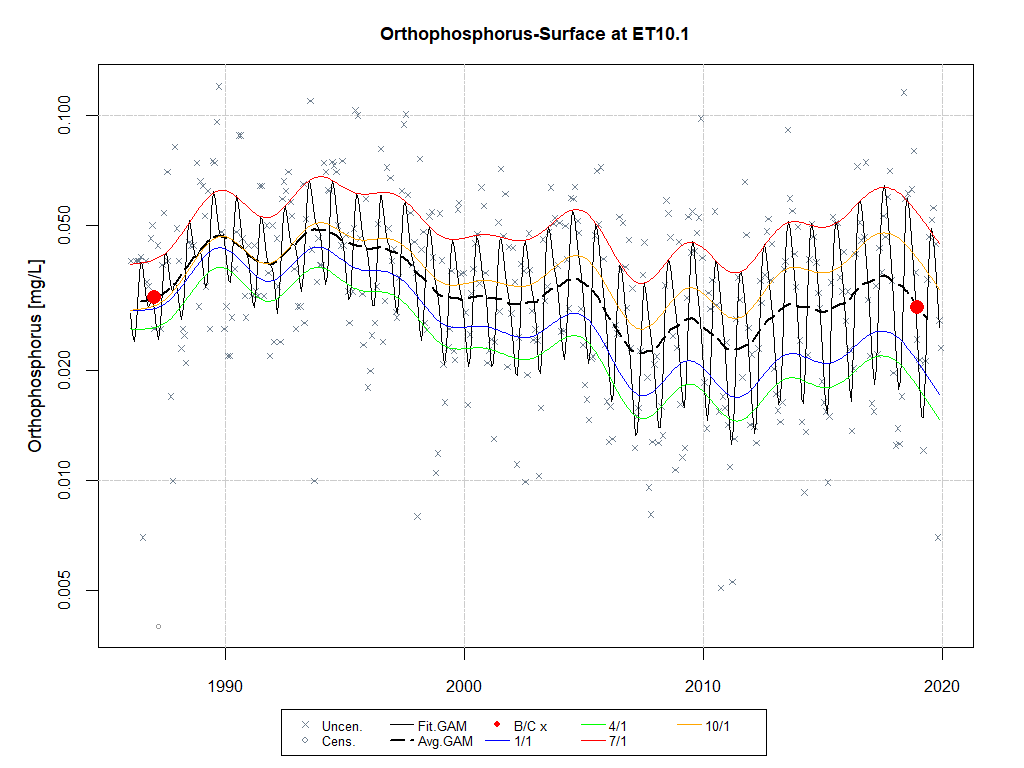 Orthophosphorus-Surface at ET10.1
Orthophosphorus [mg/L]
0.100
0.050
0.020
0.010
0.005
1990 2000 2010 2020
Uncen. Fit.GAM B/C x 4/1 10/1
Cens. Avg.GAM 1/1 7/1